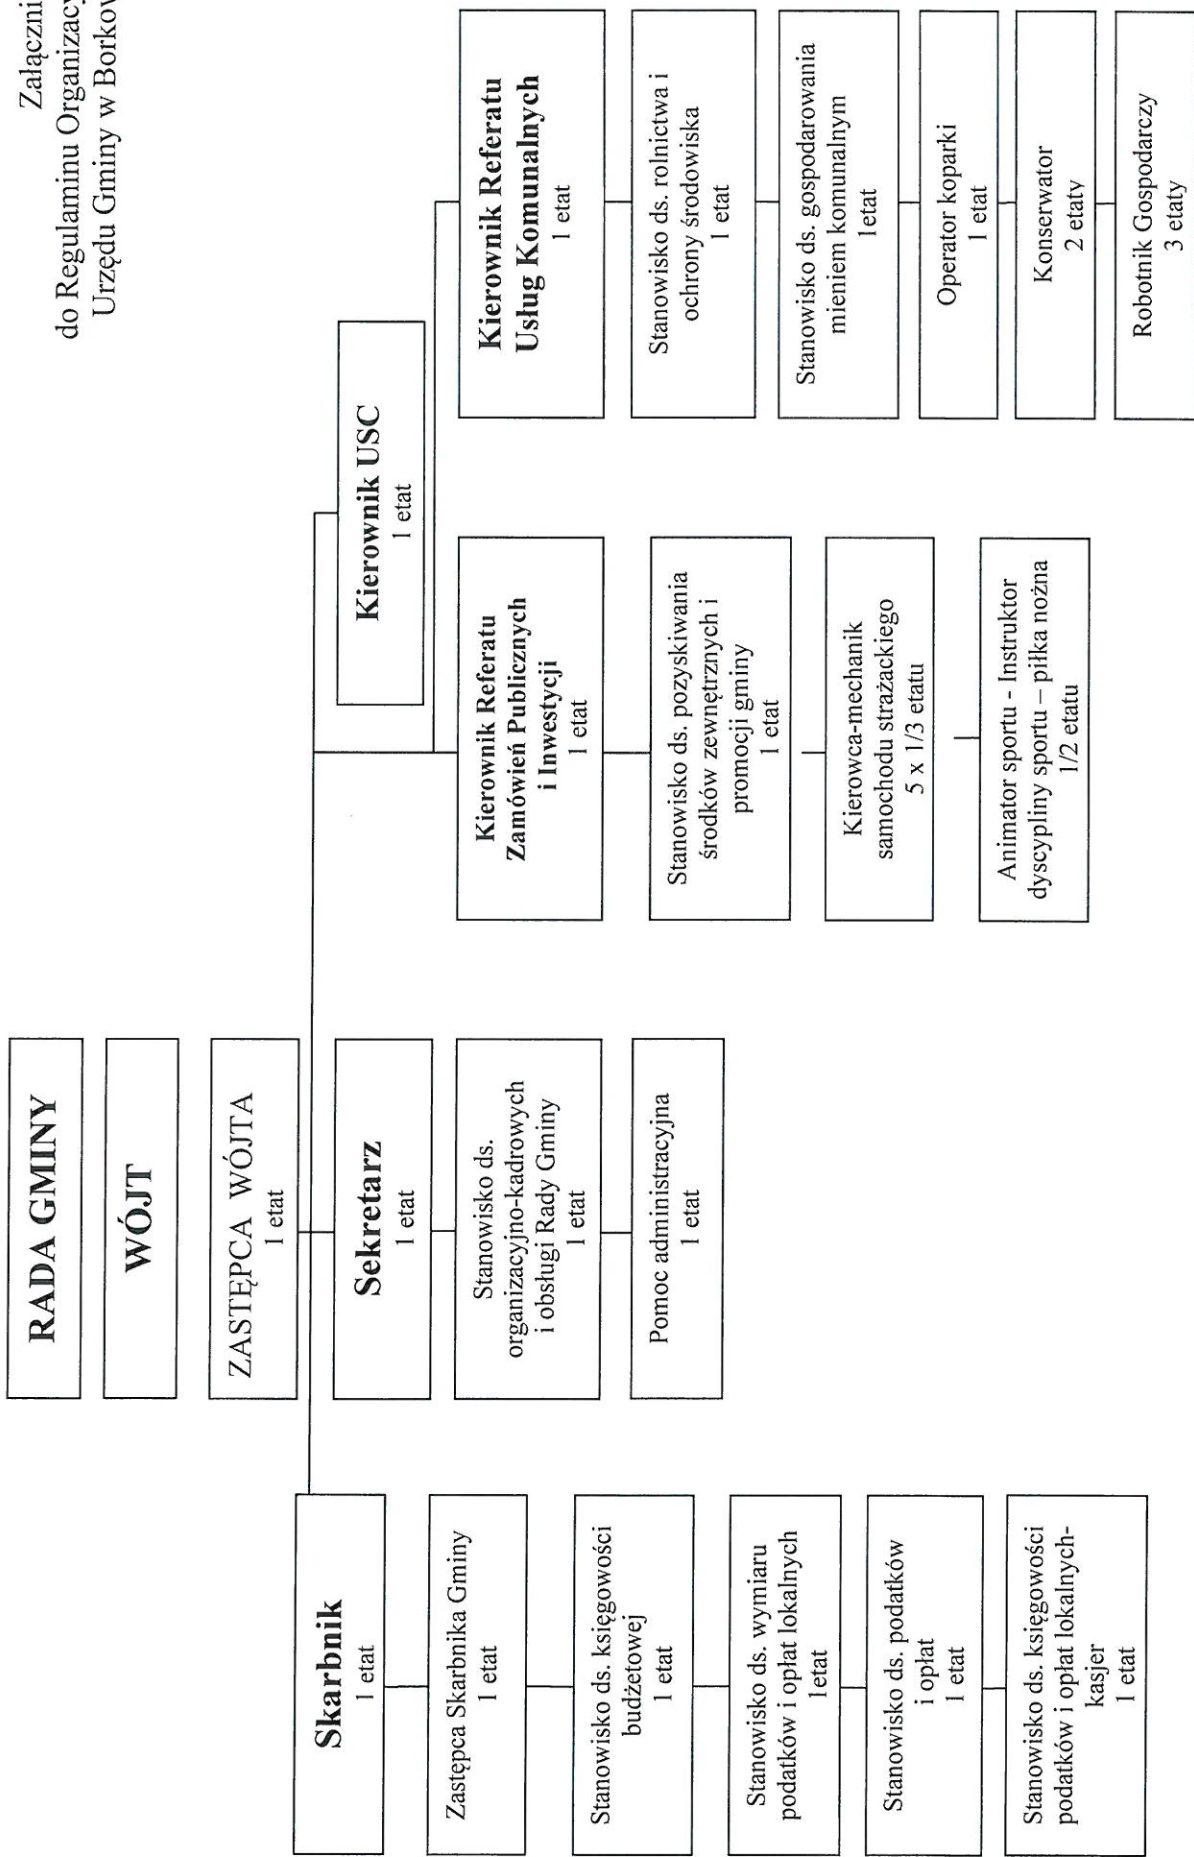 Załączni
do Regulaminu Organizacy
Urzędu Gminy w Borkow
RADA GMINY
WÓJT
ZASTĘPCA WÓJTA
1 etat
Skarbnik
1 etat
Zastępca Skarbnika Gminy
1 etat
Stanowisko ds. księgowości
budżetowej
1 etat
Stanowisko ds. wymiaru
podatków i opłat lokalnych
1etat
Stanowisko ds. podatków
i opłat
1 etat
Stanowisko ds. księgowości
podatków i opłat lokalnych-
kasjer
1 etat
Sekretarz
1 etat
Stanowisko ds.
organizacyjno-kadrowych
i obsługi Rady Gminy
1 etat
Pomoc administracyjna
1 etat
Kierownik USC
1 etat
Kierownik Referatu
Zamówień Publicznych
i Inwestycji
1 etat
Stanowisko ds. pozyskiwania
środków zewnętrznych i
promocji gminy
1 etat
Kierowca-mechanik
samochodu strażackiego
5 x 1/3 etatu
Animator sportu - Instruktor
dyscypliny sportu – piłka nożna
1/2 etatu
Kierownik Referatu
Usług Komunalnych
1 etat
Stanowisko ds. rolnictwa i
ochrony środowiska
1 etat
Stanowisko ds. gospodarowania
mieniem komunalnym
1etat
Operator koparki
1 etat
Konserwator
2 etaty
Robotnik Gospodarczy
3 etaty